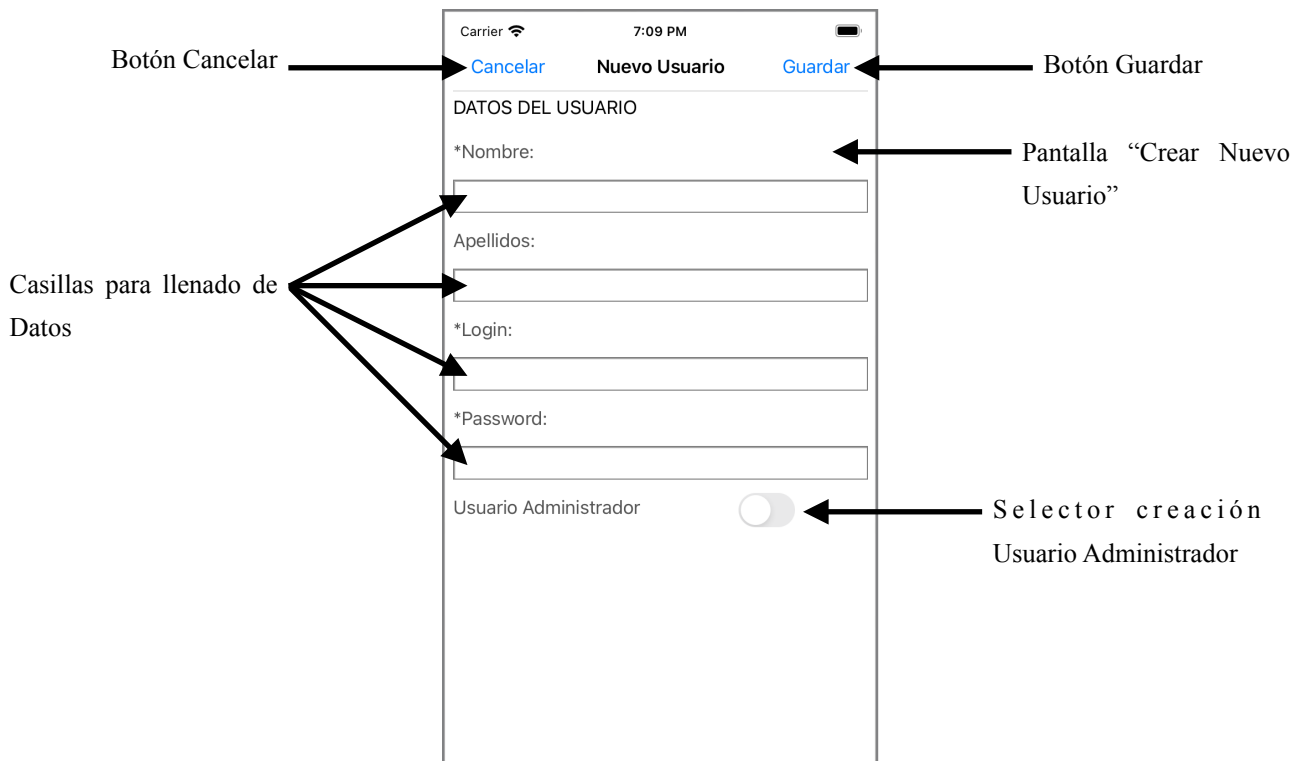 Carrier 7:09 PM
Botón Cancelar
Cancelar Nuevo Usuario Guardar
Botón Guardar
DATOS DEL USUARIO
*Nombre:
Pantalla “Crear Nuevo
Usuario”
Apellidos:
Casillas para llenado de
Datos
*Login:
*Password:
Usuario Administrador
Selector creación
Usuario Administrador